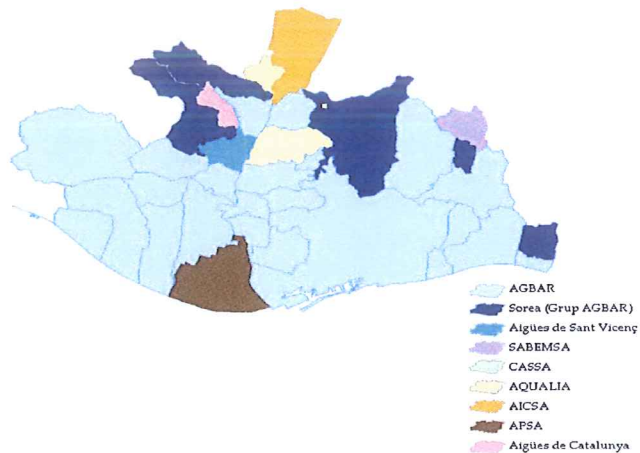 AGBAR
Sorea (Grup AGBAR)
Aigües de Sant Vicenç
SABEMSA
CASSA
AQUALIA
AICSA
APSA
Aigües de Catalunya